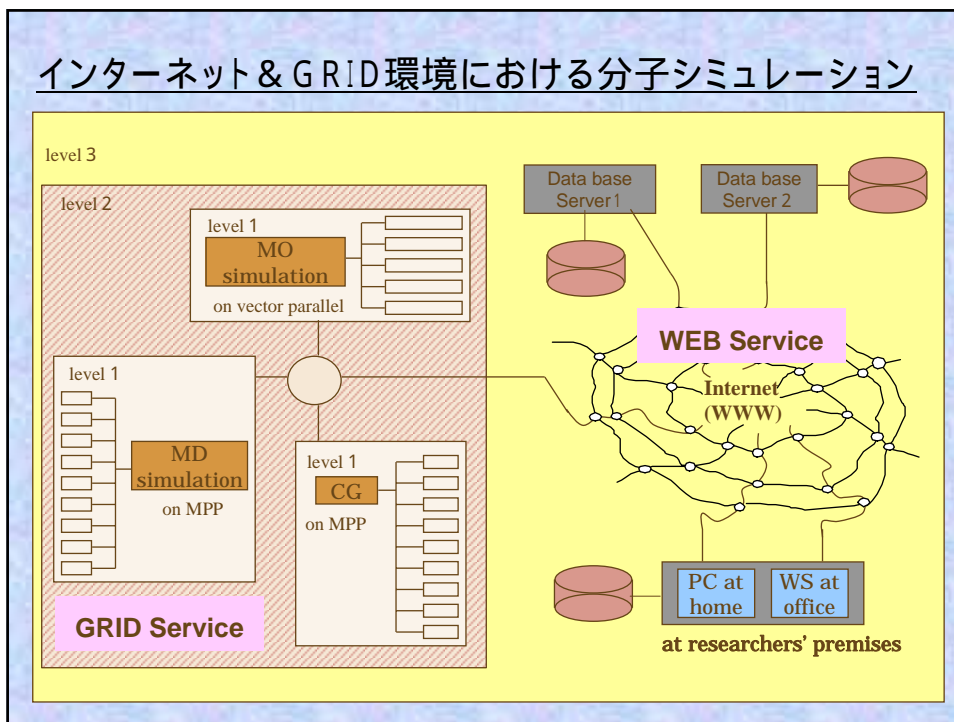 インターネット&GRID環境における分子シミュレーション
level 3
level 2
level 1
MO
simulation
on vector parallel
level 1
MD
simulation
on MPP
level 1
CG
on MPP
GRID Service
Data base
Server 1
Data base
Server 2
WEB Service
Internet
(WWW)
PC at
home
WS at
office
at researchers' premises